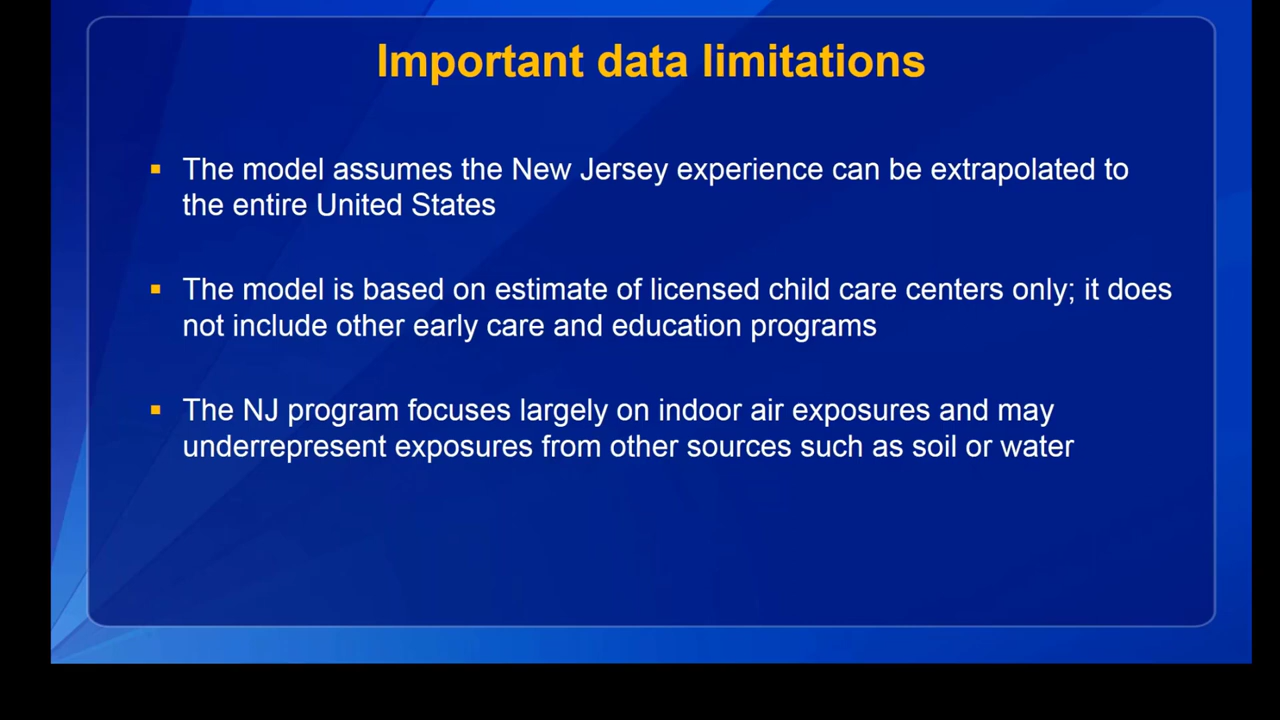 Important data limitations
The model assumes the New Jersey experience can be extrapolated to
the entire United States
The model is based on estimate of licensed child care centers only; it does
not include other early care and education programs
The NJ program focuses largely on indoor air exposures and may
underrepresent exposures from other sources such as soil or water